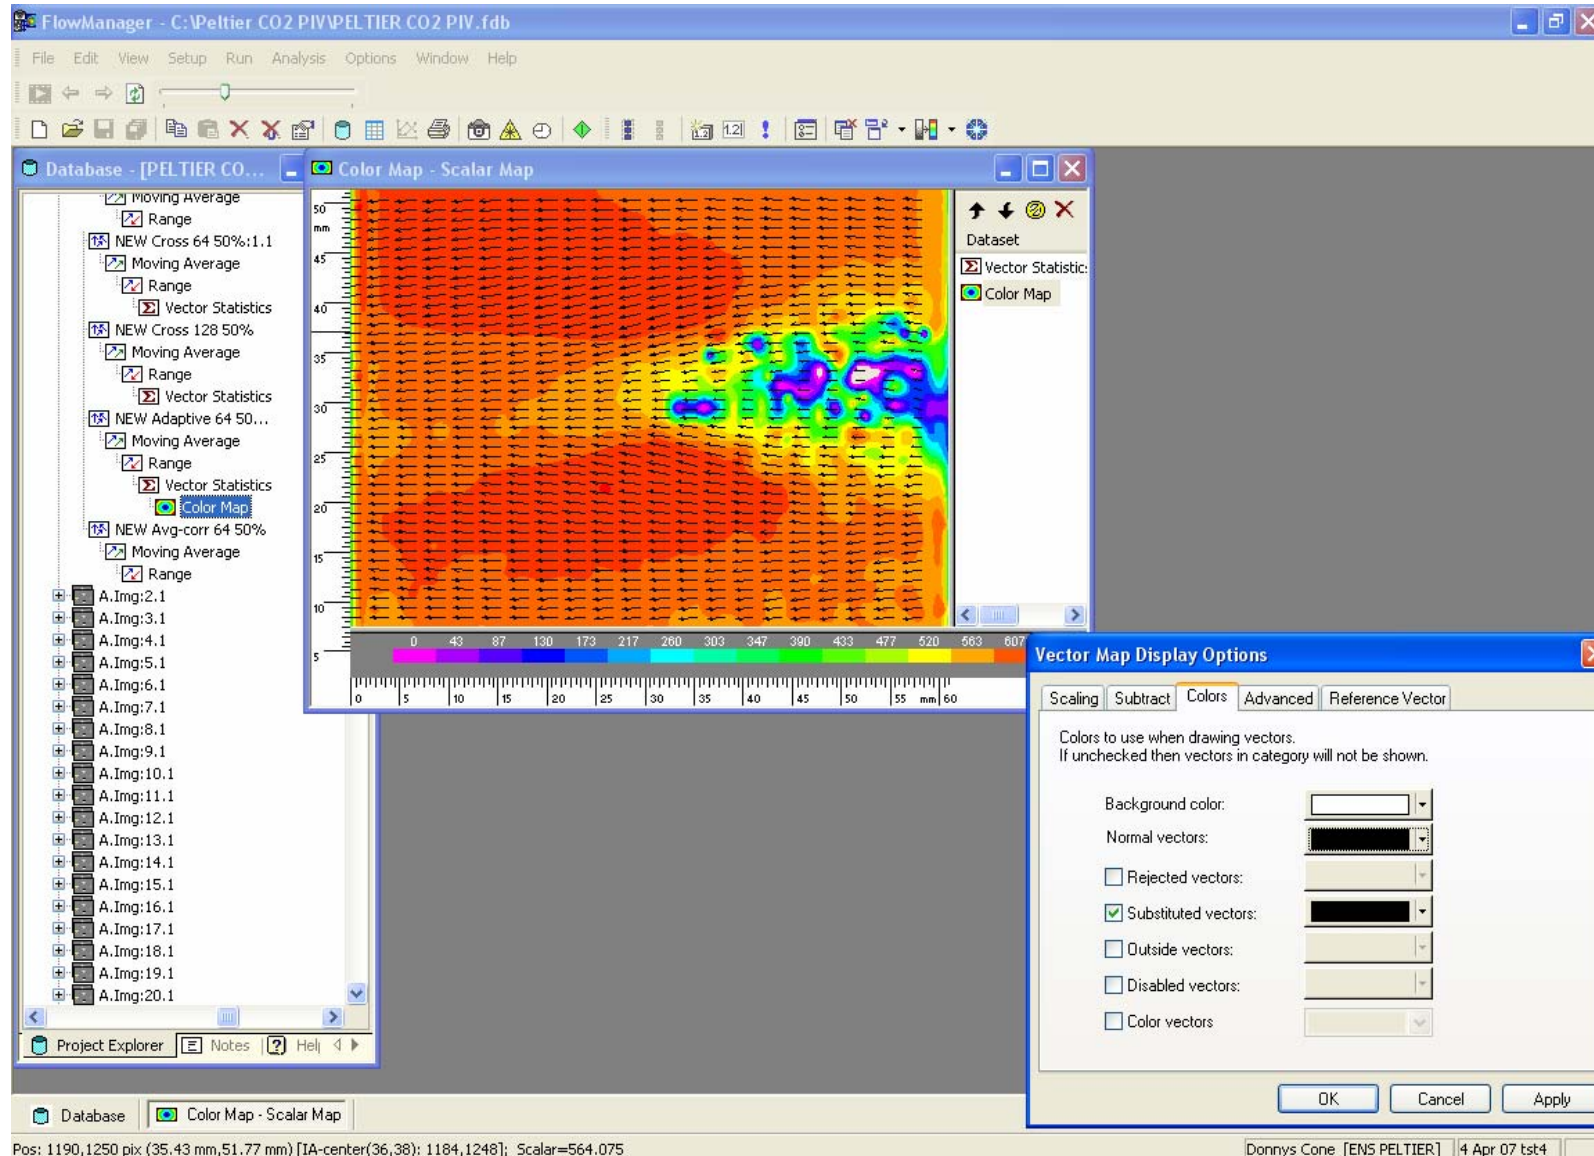 FlowManager - C:\Peltier CO2 PIV\PELTIER CO2 PIV.fdb
File Edit View Setup Run Analysis Options Window Help
Database - [PELTIER CO...
Moving Average
Range
NEW Cross 64 50%:1.1
Moving Average
Range
Vector Statistics
NEW Cross 128 50%
Moving Average
Range
Vector Statistics
NEW Adaptive 64 50...
Moving Average
Range
Vector Statistics
Color Map
NEW Avg-corr 64 50%
Moving Average
Range
A.Img:2.1
A.Img:3.1
A.Img:4.1
A.Img:5.1
A.Img:6.1
A.Img:7.1
A.Img:8.1
A.Img:9.1
A.Img:10.1
A.Img:11.1
A.Img:12.1
A.Img:13.1
A.Img:14.1
A.Img:15.1
A.Img:16.1
A.Img:17.1
A.Img:18.1
A.Img:19.1
A.Img:20.1
Project Explorer Notes Hel
Color Map - Scalar Map
50
mm
45
40
35
30
25
20
15
10
5
Dataset
Vector Statistic
Color Map
0 43 87 130 173 217 260 303 347 390 433 477 520 563 607
0 5 10 15 20 25 30 35 40 45 50 55 mm 60
Vector Map Display Options
Scaling Subtract Colors Advanced Reference Vector
Colors to use when drawing vectors.
If unchecked then vectors in category will not be shown.
Background color:
Normal vectors:
Rejected vectors:
Substituted vectors:
Outside vectors:
Disabled vectors:
Color vectors
OK Cancel Apply
Database Color Map - Scalar Map
Pos: 1190,1250 pix (35.43 mm,51.77 mm) [IA-center(36,38): 1184,1248]; Scalar=564.075
Donnys Cone [ENS PELTIER] 4 Apr 07 tst4